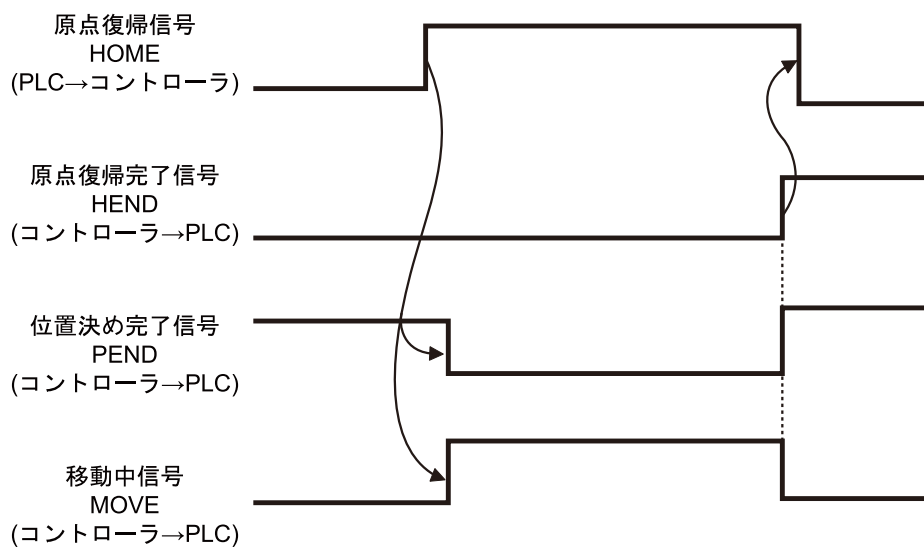 原点復帰信号
HOME
(PLC→コントローラ)
原点復帰完了信号
HEND
(コントローラ→PLC)
位置決め完了信号
PEND
(コントローラ→PLC)
移動中信号
MOVE
(コントローラ→PLC)